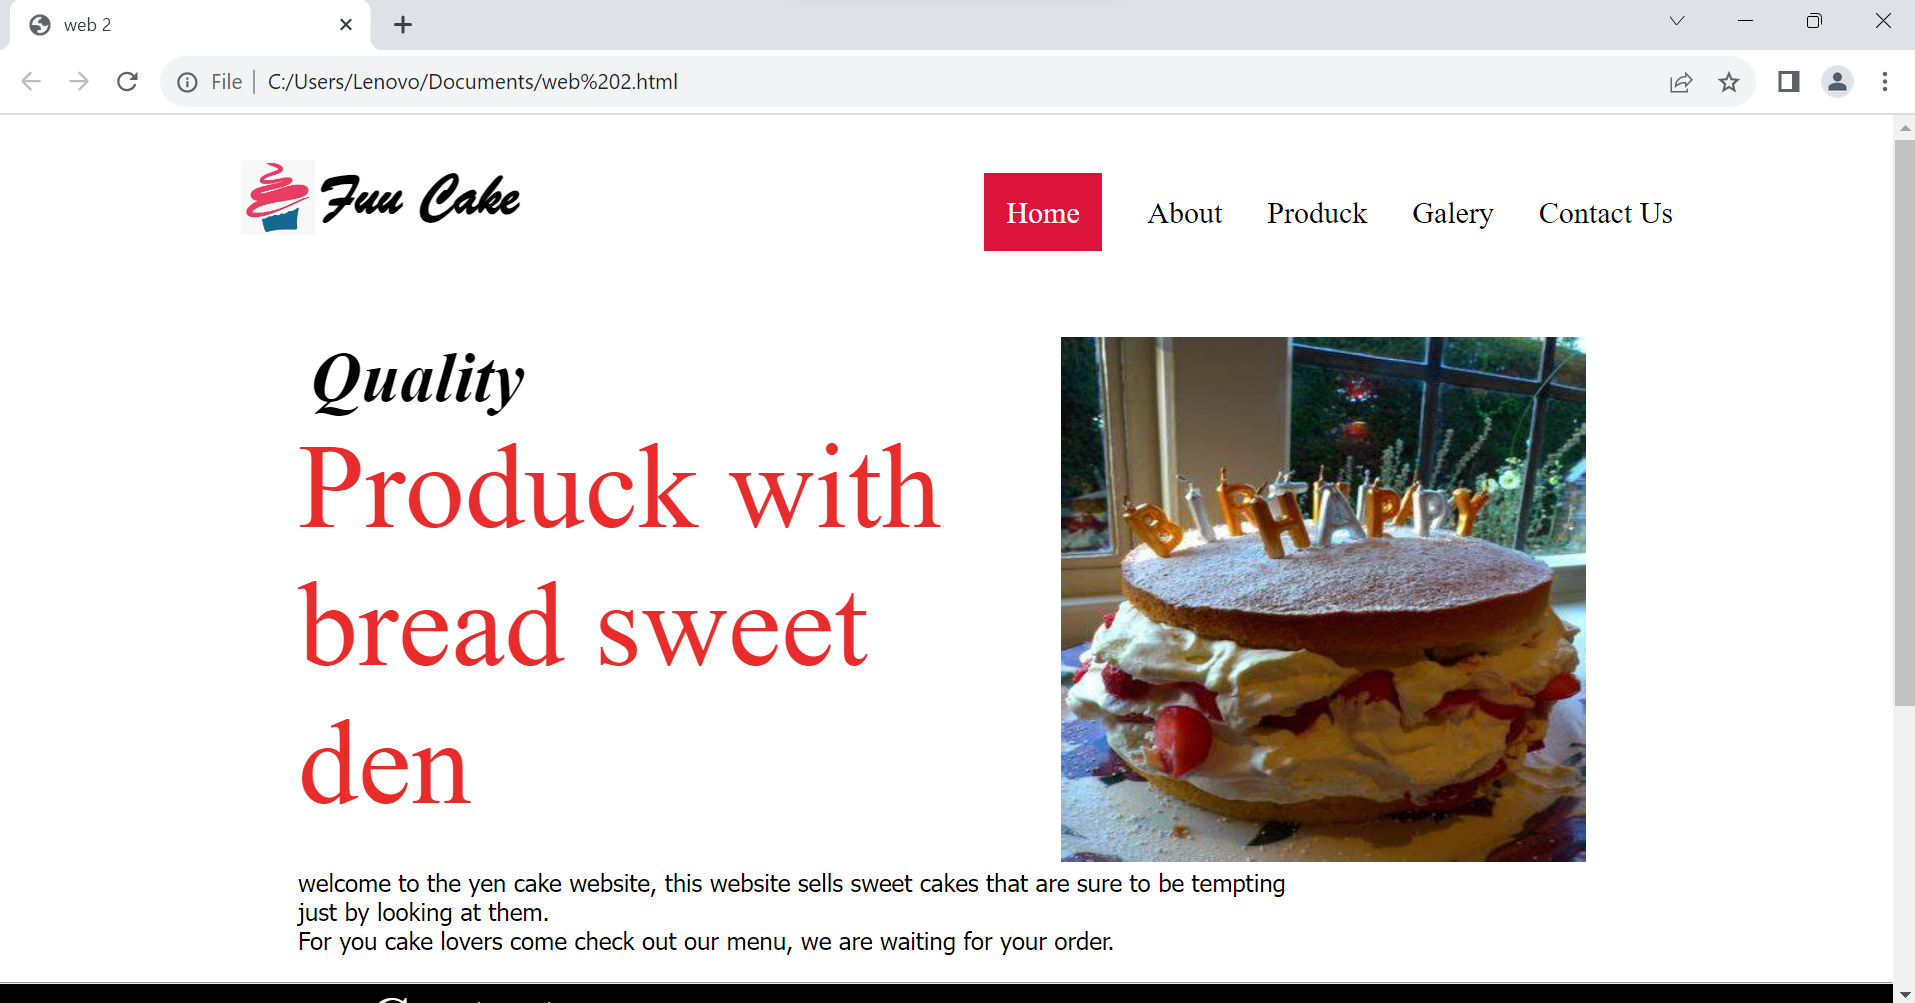 web 2
File
C:/Users/Lenovo/Documents/web%202.html
Fuu Cake
Home
About
Produck
Galery
Contact Us
Quality
Produck with
bread sweet
den
BIRTH
HAPPY
welcome to the yen cake website, this website sells sweet cakes that are sure to be tempting
just by looking at them.
For you cake lovers come check out our menu, we are waiting for your order.